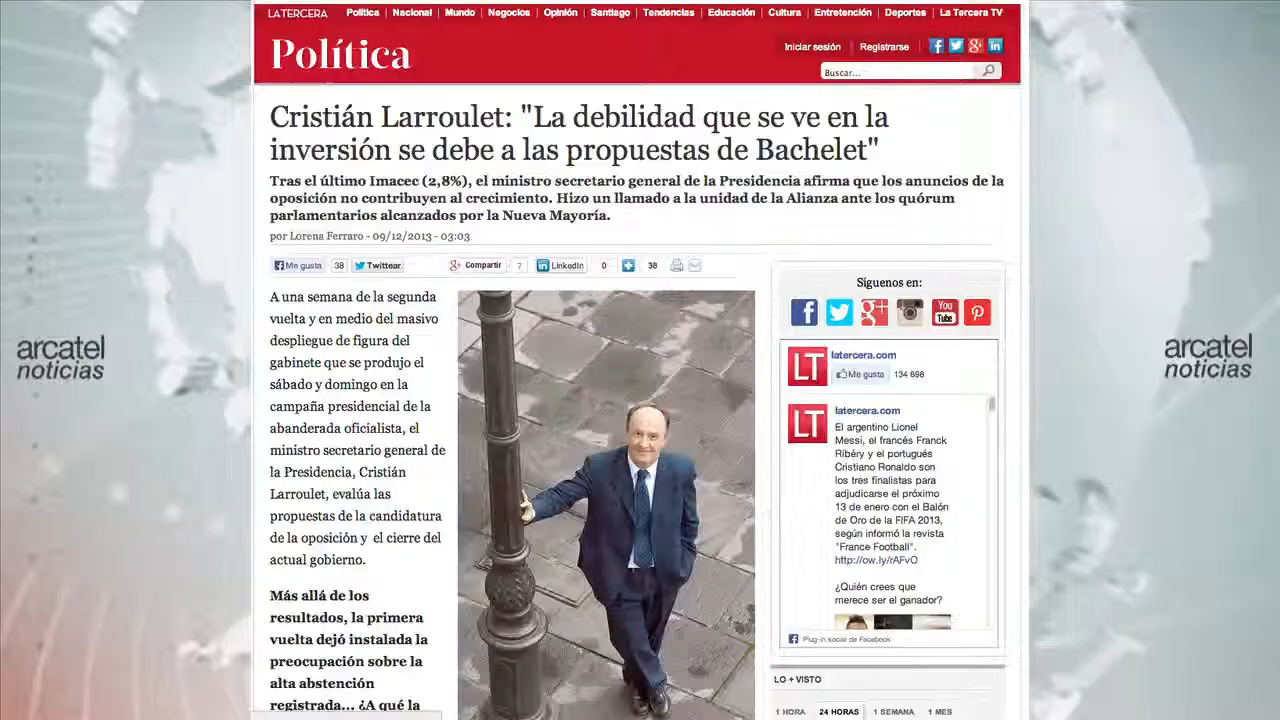 LATERCERA Política Nacional Mundo Negocios Opinión Santiago Tendencias Educación Cultura Entretención Deportes La Tercera TV
Política
Iniciar sesión Registrarse
Buscar...
Cristián Larroulet: "La debilidad que se ve en la
inversión se debe a las propuestas de Bachelet"
Tras el último Imacec (2,8%), el ministro secretario general de la Presidencia afirma que los anuncios de la
oposición no contribuyen al crecimiento. Hizo un llamado a la unidad de la Alianza ante los quórum
parlamentarios alcanzados por la Nueva Mayoría.
por Lorena Ferraro - 09/12/2013 - 03:03
Me gusta 38 Twittear Compartir 7 LinkedIn 0 38
A una semana de la segunda
vuelta y en medio del masivo
despliegue de figura del
gabinete que se produjo el
sábado y domingo en la
campaña presidencial de la
abanderada oficialista, el
ministro secretario general de
la Presidencia, Cristián
Larroulet, evalúa las
propuestas de la candidatura
de la oposición y el cierre del
actual gobierno.
Más allá de los
resultados, la primera
vuelta dejó instalada la
preocupación sobre la
alta abstención
registrada... ¿A qué la
Síguenos en:
You
Tube
LT
latercera.com
Me gusta 134 698
LT
latercera.com
El argentino Lionel
Messi, el francés Franck
Ribéry y el portugués
Cristiano Ronaldo son
los tres finalistas para
adjudicarse el próximo
13 de enero con el Balón
de Oro de la FIFA 2013,
según informó la revista
"France Football".
http://ow.ly/rAFvO
¿Quién crees que
merece ser el ganador?
Plug-in social de Facebook
LO + VISTO
1 HORA 24 HORAS 1 SEMANA 1 MES
arcatel
noticias
arcatel
noticias